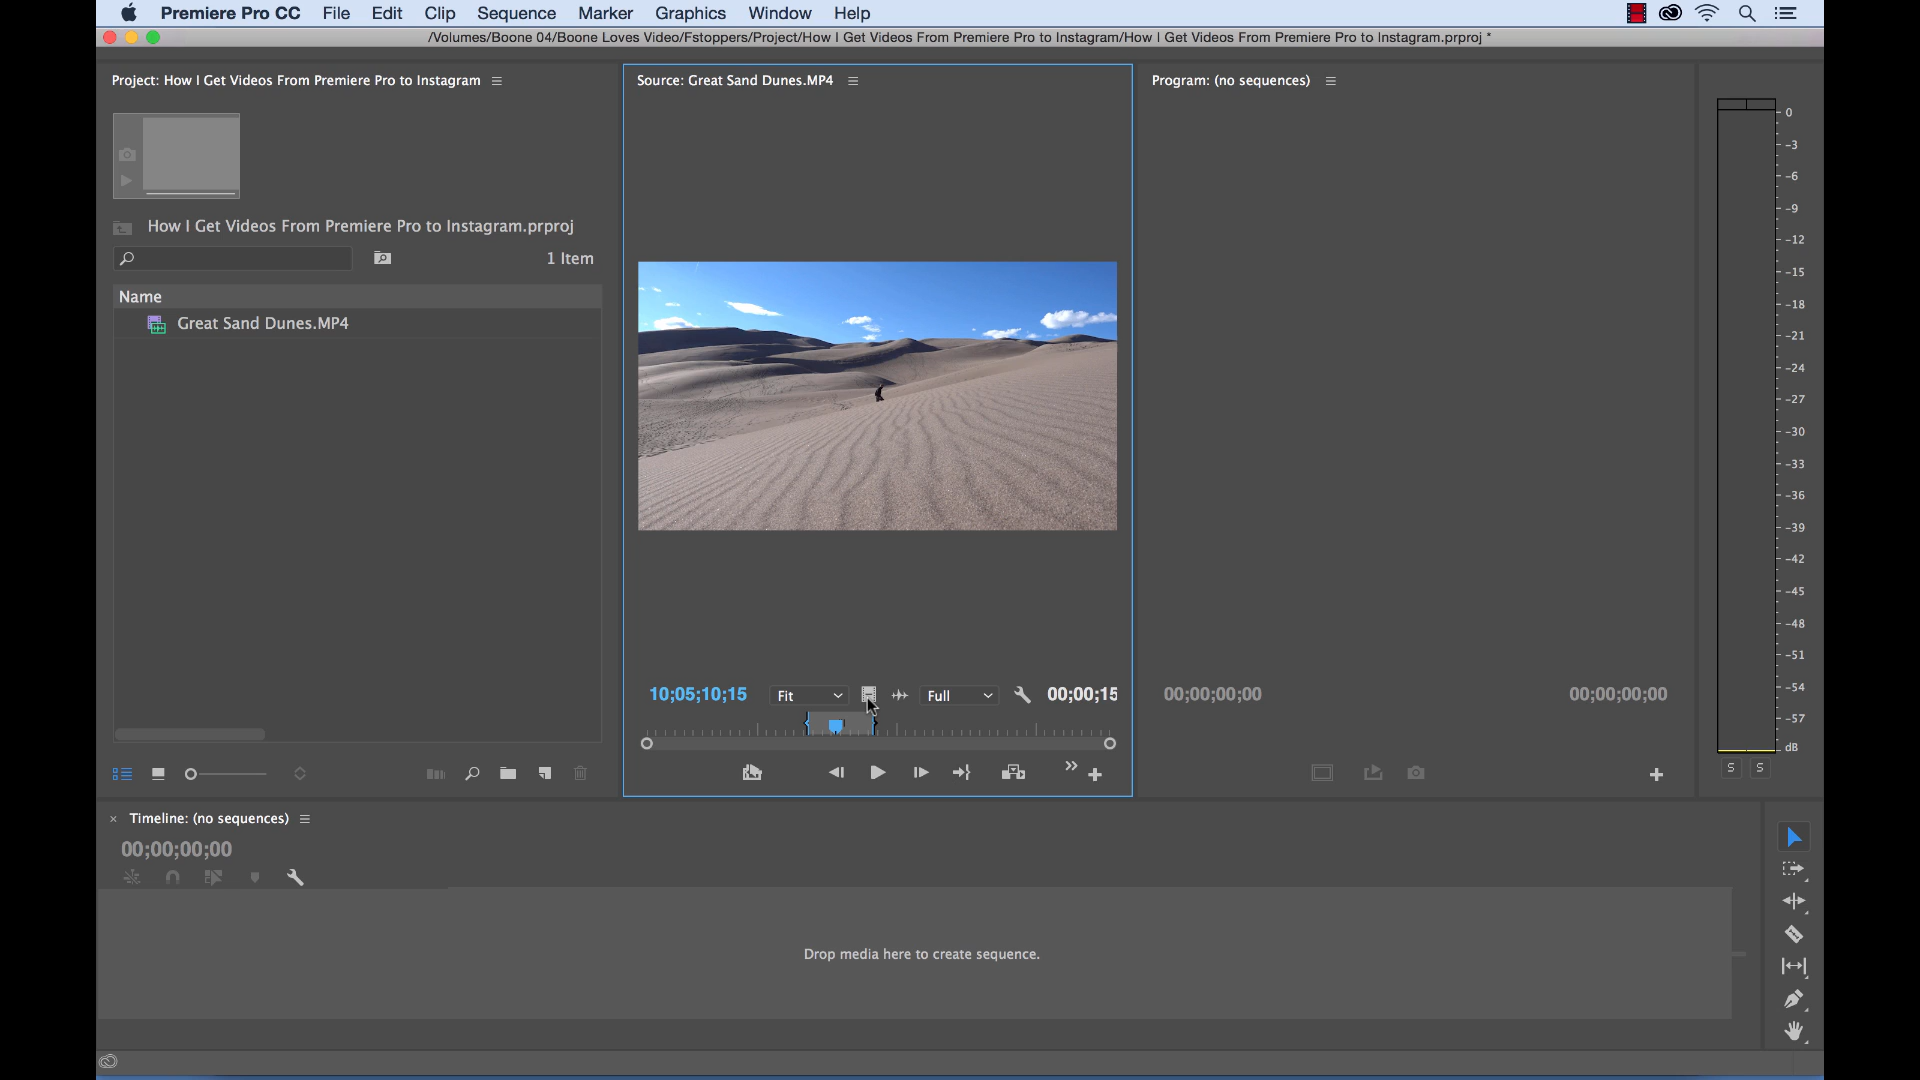 Premiere Pro CC File Edit Clip Sequence Marker Graphics Window Help
/Volumes/Boone 04/Boone Loves Video/Fstoppers/Project/How I Get Videos From Premiere Pro to Instagram/How I Get Videos From Premiere Pro to Instagram.prproj *
Project: How I Get Videos From Premiere Pro to Instagram
Source: Great Sand Dunes.MP4
Program: (no sequences)
How I Get Videos From Premiere Pro to Instagram.prproj
1 Item
Name
Great Sand Dunes.MP4
10;05;10;15
Fit
Full
00;00;15
00;00;00;00
00;00;00;00
0
-3
-6
-9
-12
-15
-18
-21
-24
-27
-30
-33
-36
-39
-42
-45
-48
-51
-54
-57
dB
S S
Timeline: (no sequences)
00;00;00;00
Drop media here to create sequence.